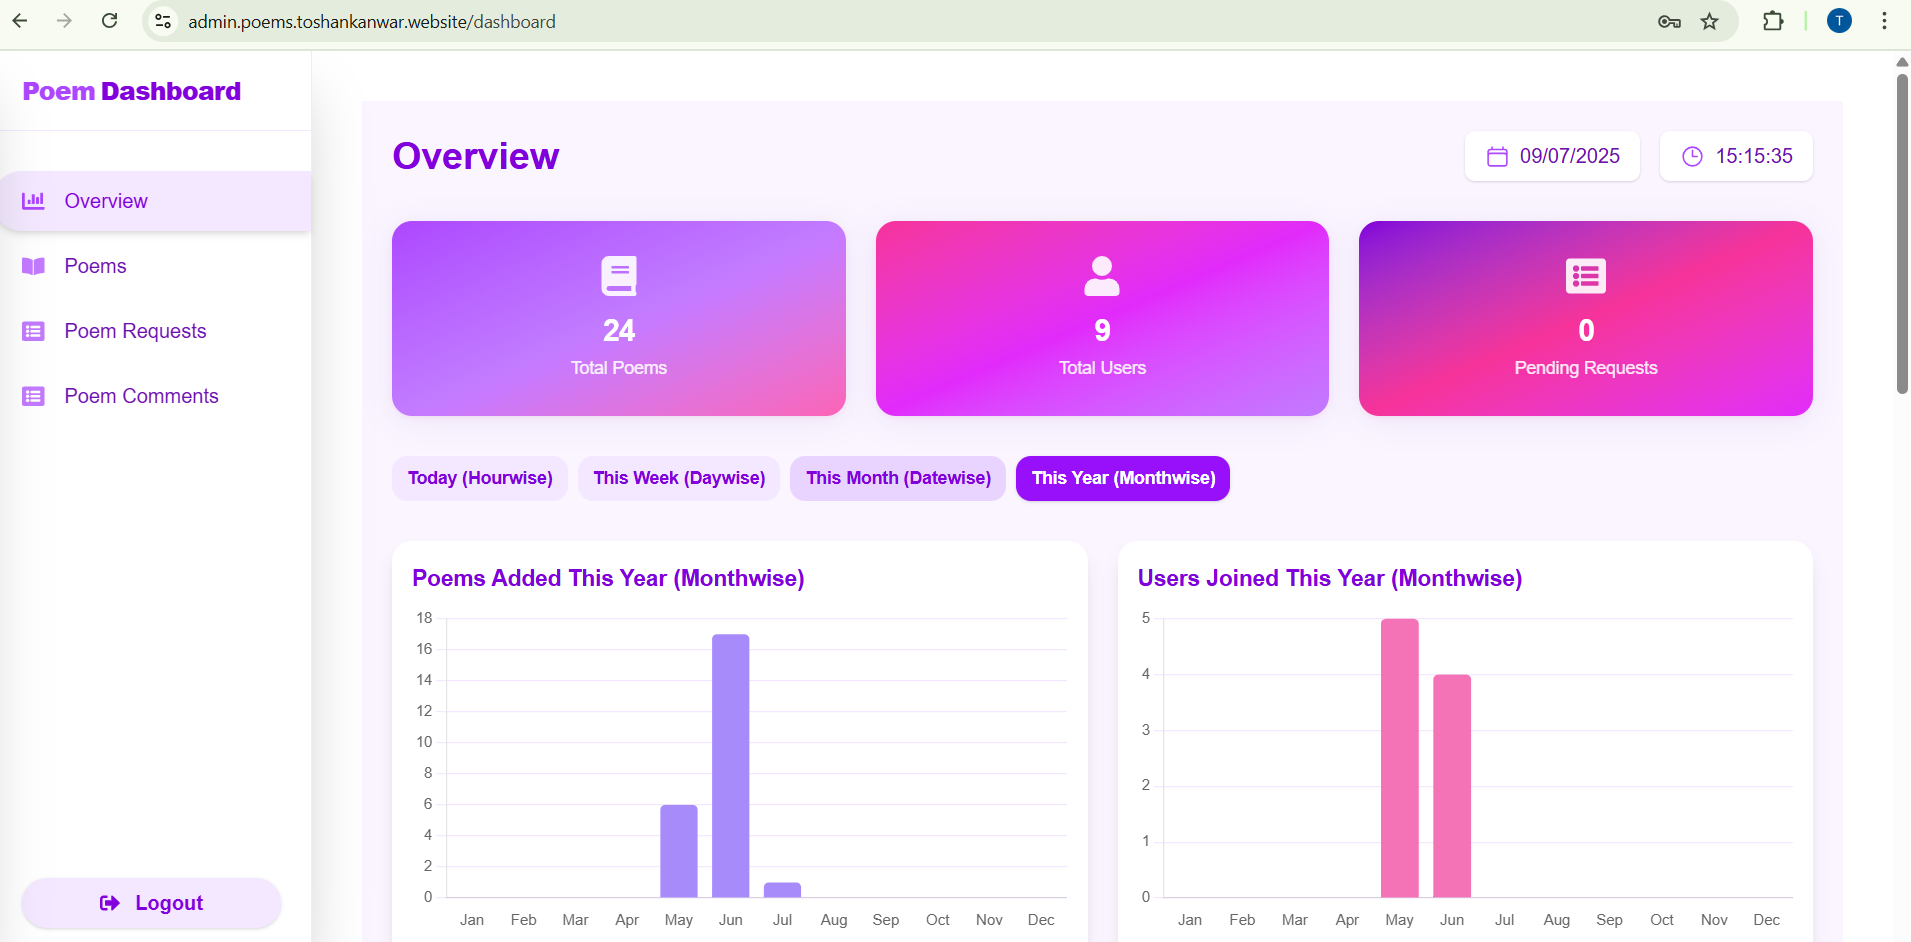 admin.poems.toshankanwar.website/dashboard
T
Poem Dashboard
Overview
Poems
Poem Requests
Poem Comments
Logout
Overview
09/07/2025
15:15:35
24
Total Poems
9
Total Users
0
Pending Requests
Today (Hourwise)
This Week (Daywise)
This Month (Datewise)
This Year (Monthwise)
Poems Added This Year (Monthwise)
18
16
14
12
10
8
6
4
2
0
Jan Feb Mar Apr May Jun Jul Aug Sep Oct Nov Dec
Users Joined This Year (Monthwise)
5
4
3
2
1
0
Jan Feb Mar Apr May Jun Jul Aug Sep Oct Nov Dec